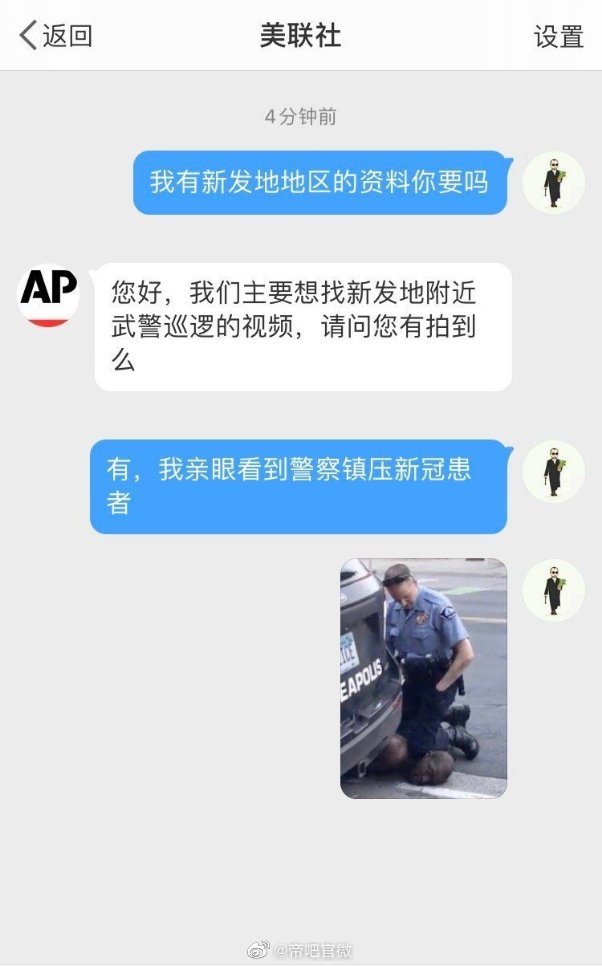 返回
美联社
设置
4分钟前
我有新发地地区的资料你要吗
AP
您好，我们主要想找新发地附近
武警巡逻的视频，请问您有拍到
么
有，我亲眼看到警察镇压新冠患
者
ICE
EAPOLIS
@帝吧官微